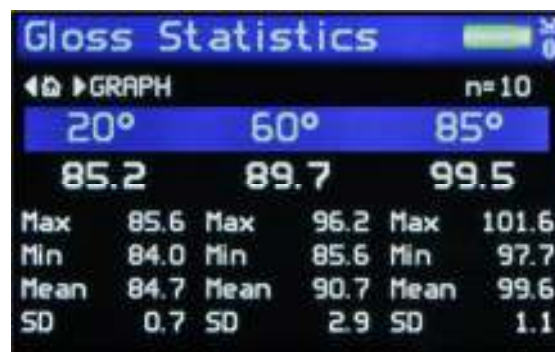 Gloss Statistics
GRAPH n=10
20° 60° 85°
85.2 89.7 99.5
Max 85.6 Max 96.2 Max 101.6
Min 84.0 Min 85.6 Min 97.7
Mean 84.7 Mean 90.7 Mean 99.6
SD 0.7 SD 2.9 SD 1.1